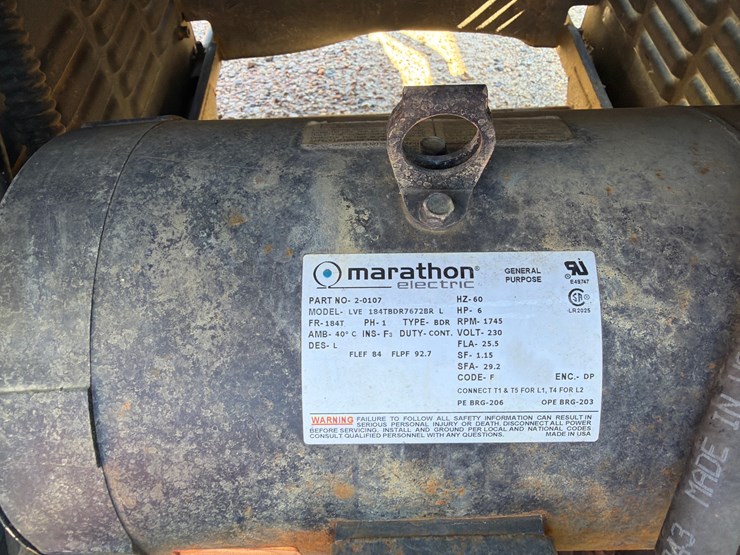 marathon®
electric
GENERAL
PURPOSE
E49747
LR2025
PART NO- 2-0107 HZ- 60
MODEL- LVE 184TBDR7672BR L HP- 6
FR-184T PH-1 TYPE- BDR RPM- 1745
AMB- 40° C INS- F3 DUTY- CONT. VOLT- 230
DES- L FLA- 25.5
FLEF 84 FLPF 92.7 SF- 1.15
SFA- 29.2
CODE- F ENC.- DP
CONNECT T1 & T5 FOR L1, T4 FOR L2
PE BRG-206 OPE BRG-203
WARNING FAILURE TO FOLLOW ALL SAFETY INFORMATION CAN RESULT IN
SERIOUS PERSONAL INJURY OR DEATH. DISCONNECT ALL POWER
BEFORE SERVICING. INSTALL AND GROUND PER LOCAL AND NATIONAL CODES
CONSULT QUALIFIED PERSONNEL WITH ANY QUESTIONS. MADE IN USA
MADE IN